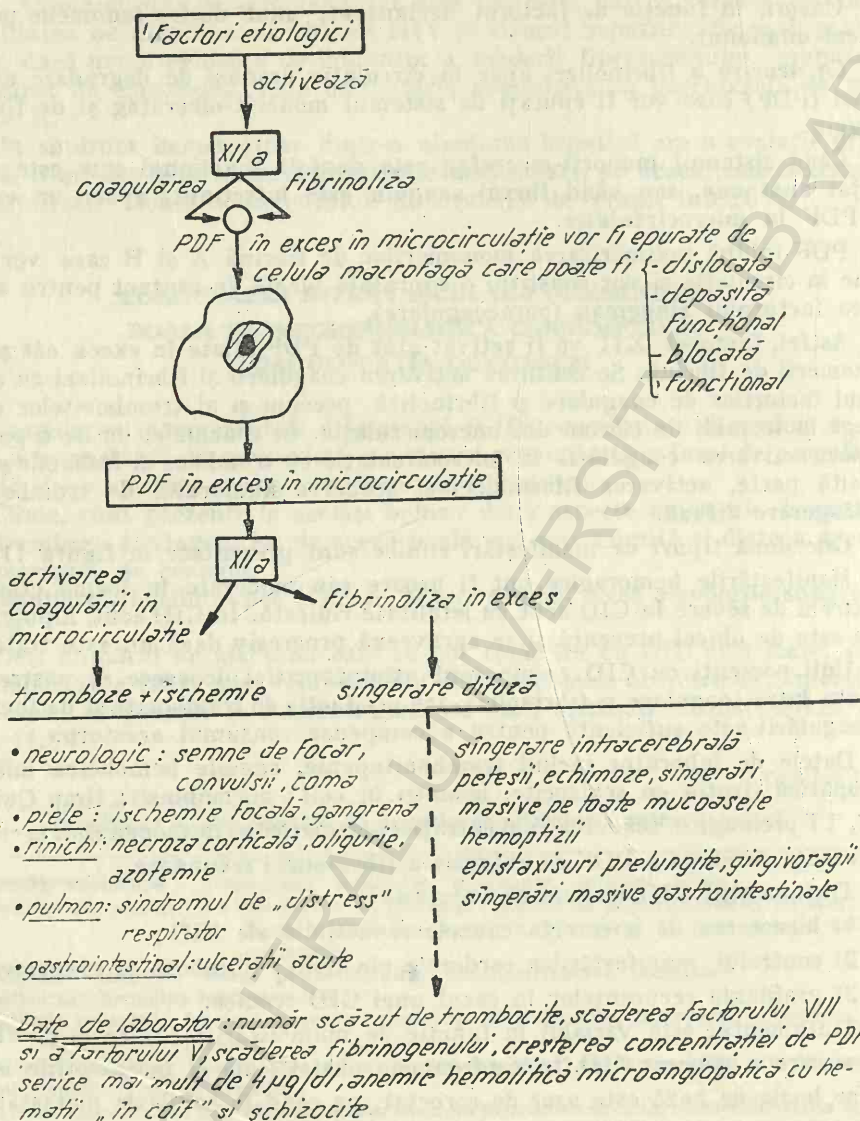 Factori etiologici
activează
XII a
coagularea
fibrinoliza
PDF în exces în microcirculație vor fi epurate de
celula macrofagă care poate fi
- dislocată
- depășită
funcțional
- blocată
funcțional
PDF în exces în microcirculație
XII a
activarea
coagulării în
microcirculație
fibrinoliza în exces
tromboze + ischemie
sîngerare difuză
• neurologic : semne de focar,
convulsii, coma
• piele : ischemie focală, gangrena
• rinichi: necroza corticală, oligurie,
azotemie
• pulmon: sindromul de „distress”
respirator
• gastrointestinal: ulcerații acute
sîngerare intracerebrală
peteșii, echimoze, sîngerări
masive pe toate mucoasele
hemoptizii
epistaxisuri prelungite, gingivoragii
sîngerări masive gastrointestinale
Date de laborator: număr scăzut de trombocite, scăderea factorului VIII
și a factorului V, scăderea fibrinogenului, creșterea concentrației de PDF
serice mai mult de 4 µg/dl, anemie hemolitică microangiopatică cu he-
matii „în coif” și schizocite
CENTRAL UNIVERSITY LIBRARY